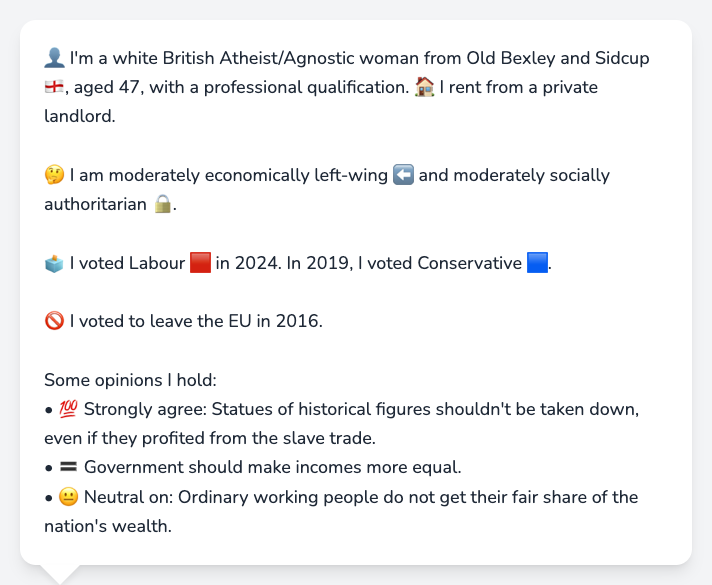 👤 I'm a white British Atheist/Agnostic woman from Old Bexley and Sidcup
🏴󠁧󠁢󠁥󠁮󠁧󠁿, aged 47, with a professional qualification. 🏠 I rent from a private
landlord.
🤔 I am moderately economically left-wing ⬅️ and moderately socially
authoritarian 🔒.
🗳️ I voted Labour 🟥 in 2024. In 2019, I voted Conservative 🟦.
🚫 I voted to leave the EU in 2016.
Some opinions I hold:
• 💯 Strongly agree: Statues of historical figures shouldn't be taken down,
even if they profited from the slave trade.
• 🟰 Government should make incomes more equal.
• 😐 Neutral on: Ordinary working people do not get their fair share of the
nation's wealth.